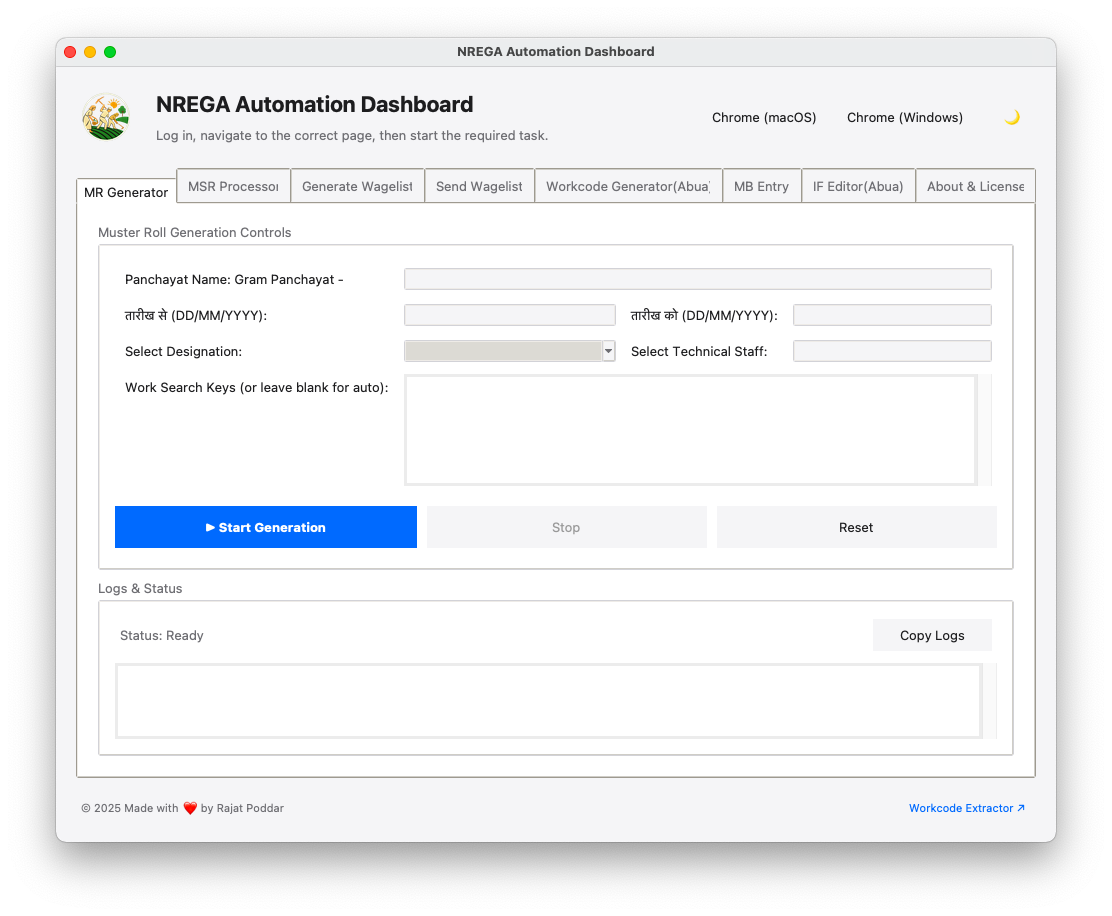 NREGA Automation Dashboard
NREGA Automation Dashboard
Log in, navigate to the correct page, then start the required task.
Chrome (macOS) Chrome (Windows)
MR Generator MSR Processor Generate Wagelist Send Wagelist Workcode Generator(Abua) MB Entry IF Editor(Abua) About & License
Muster Roll Generation Controls
Panchayat Name: Gram Panchayat -
तारीख से (DD/MM/YYYY): तारीख को (DD/MM/YYYY):
Select Designation: Select Technical Staff:
Work Search Keys (or leave blank for auto):
▶ Start Generation Stop Reset
Logs & Status
Status: Ready Copy Logs
© 2025 Made with ❤️ by Rajat Poddar Workcode Extractor ↗